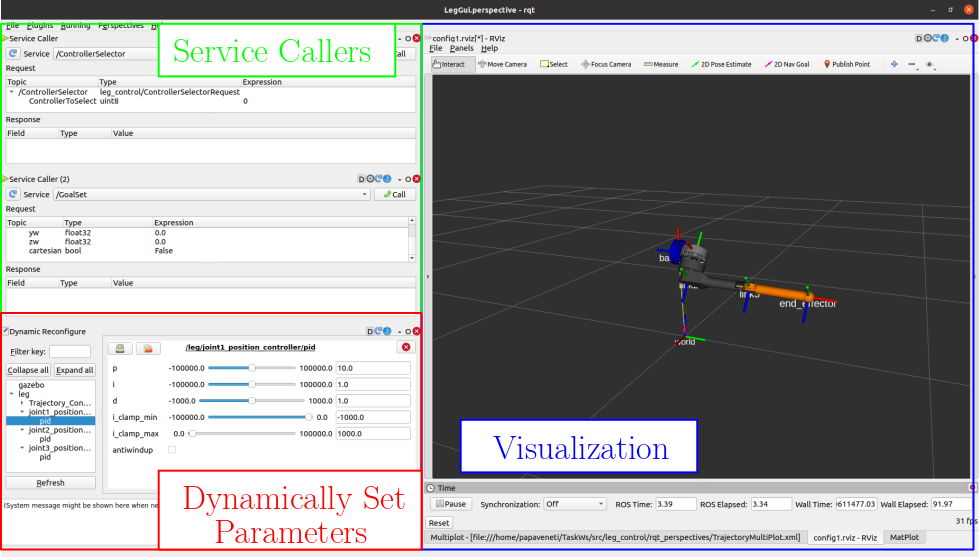 LegGui.perspective - rqt
File Plugins Running Perspectives
Service Caller
Service /ControllerSelector
Request
Topic Type Expression
/ControllerSelector leg_control/ControllerSelectorRequest
ControllerToSelect uint8 0
Response
Field Type Value
Service Callers
Service Caller (2)
Service /GoalSet Call
Request
Topic Type Expression
yw float32 0.0
zw float32 0.0
cartesian bool False
Response
Field Type Value
Dynamic Reconfigure
Filter key:
Collapse all Expand all
gazebo
leg
Trajectory_Con...
joint1_position...
pid
joint2_position...
pid
joint3_position...
pid
Refresh
/leg/joint1_position_controller/pid
p -100000.0 100000.0 10.0
i -100000.0 100000.0 1.0
d -1000.0 1000.0 1.0
i_clamp_min -100000.0 0.0 -1000.0
i_clamp_max 0.0 100000.0 1000.0
antiwindup
(System message might be shown here when ne
Dynamically Set
Parameters
config1.rviz[*] - RViz
File Panels Help
Interact Move Camera Select Focus Camera Measure 2D Pose Estimate 2D Nav Goal Publish Point
ba
link2
link3
end_effector
world
Visualization
Time
Pause Synchronization: Off ROS Time: 3.39 ROS Elapsed: 3.34 Wall Time: 611477.03 Wall Elapsed: 91.97
Reset 31 fps
Multiplot - [file:///home/papaveneti/TaskWs/src/leg_control/rqt_perspectives/TrajectoryMultiPlot.xml] config1.rviz - RViz MatPlot